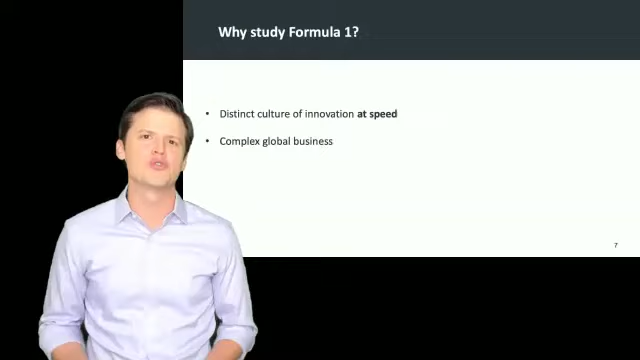 Why study Formula 1?
• Distinct culture of innovation at speed
• Complex global business
7